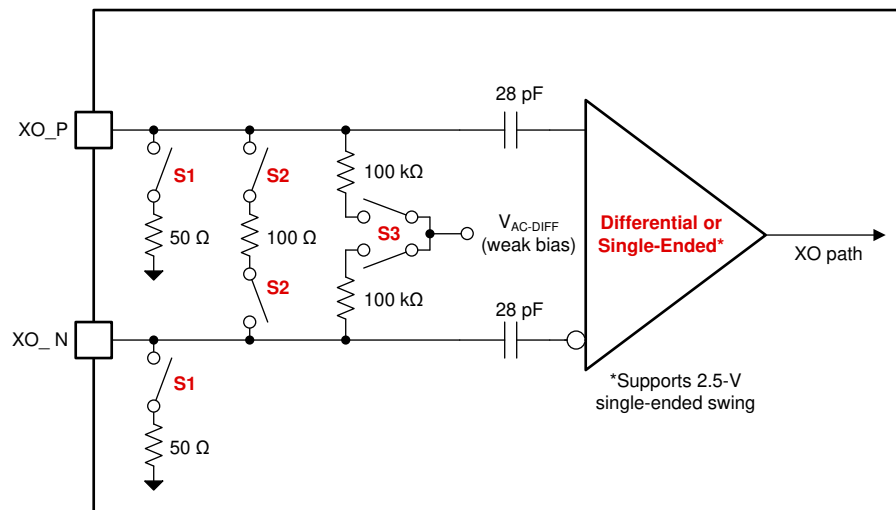 28 pF
XO_P
S1
S2
100 kΩ
S3
V_AC-DIFF
(weak bias)
Differential or
Single-Ended*
XO path
50 Ω
100 Ω
S2
100 kΩ
28 pF
XO_ N
S1
*Supports 2.5-V
single-ended swing
50 Ω